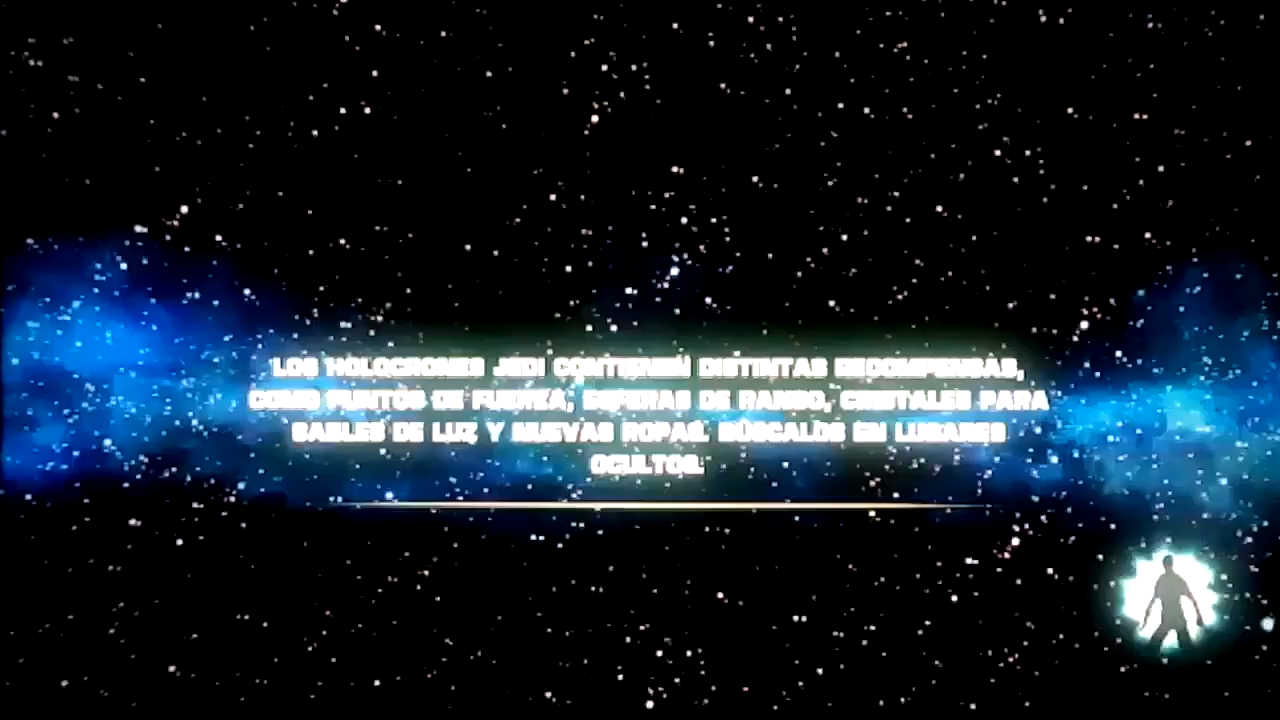 LOS HOLOCRONES JEDI CONTIENEN DISTINTAS RECOMPENSAS,
COMO PUNTOS DE FUERZA, ESFERAS DE RANGO, CRISTALES PARA
SABLES DE LUZ Y NUEVAS ROPAS. BÚSCALOS EN LUGARES
OCULTOS.